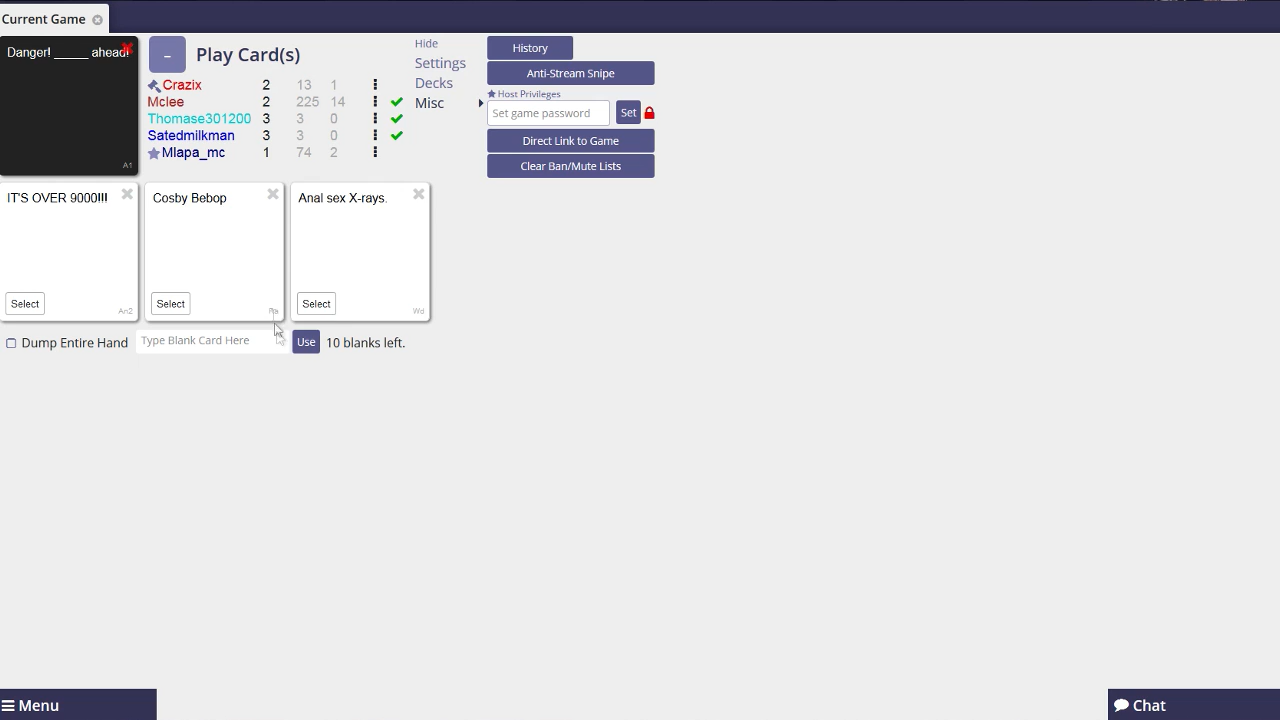 Current Game
Danger! _____ ahead!
A1
–
Play Card(s)
Crazix 2 13 1
Mclee 2 225 14
Thomase301200 3 3 0
Satedmilkman 3 3 0
Mlapa_mc 1 74 2
Hide
Settings
Decks
Misc
History
Anti-Stream Snipe
Host Privileges
Set game password
Set
Direct Link to Game
Clear Ban/Mute Lists
IT'S OVER 9000!!!
Select
An2
Cosby Bebop
Select
Anal sex X-rays.
Select
Wd
Dump Entire Hand
Type Blank Card Here
Use
10 blanks left.
Menu
Chat